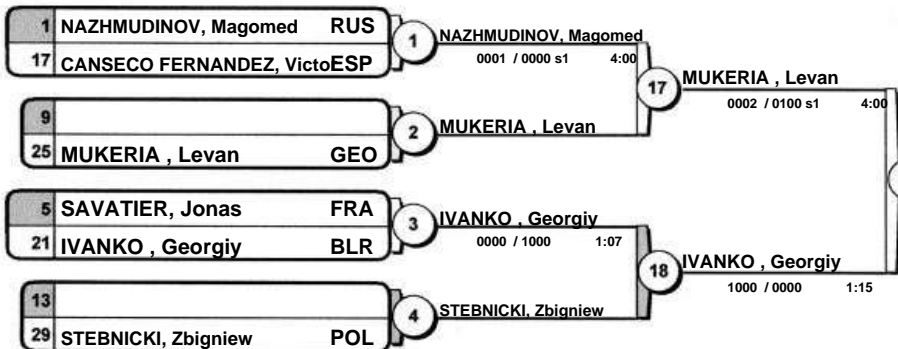 1 NAZHMUDINOV, Magomed RUS
17 CANSECO FERNANDEZ, VictoESP
1
NAZHMUDINOV, Magomed
0001 / 0000 s1 4:00
9
25 MUKERIA , Levan GEO
2
MUKERIA , Levan
17
MUKERIA , Levan
0002 / 0100 s1 4:00
5 SAVATIER, Jonas FRA
21 IVANKO , Georgiy BLR
3
IVANKO , Georgiy
0000 / 1000 1:07
13
29 STEBNICKI, Zbigniew POL
4
STEBNICKI, Zbigniew
18
IVANKO , Georgiy
1000 / 0000 1:15